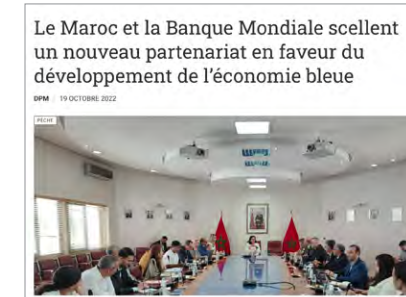 Le Maroc et la Banque Mondiale scellent
un nouveau partenariat en faveur du
développement de l'économie bleue
DPM / 19 OCTOBRE 2022
PÊCHE